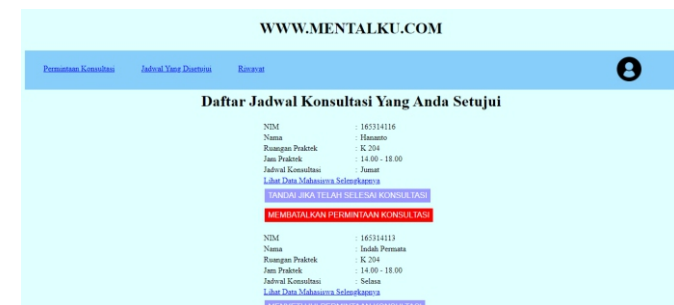 WWW.MENTALKU.COM
Permintaan Konsultasi Jadwal Yang Disetujui Riwayat
Daftar Jadwal Konsultasi Yang Anda Setujui
NIM : 165314116
Nama : Hananto
Ruangan Praktek : K 204
Jam Praktek : 14.00 - 18.00
Jadwal Konsultasi : Jumat
Lihat Data Mahasiswa Selengkapnya
TANDAI JIKA TELAH SELESAI KONSULTASI
MEMBATALKAN PERMINTAAN KONSULTASI
NIM : 165314113
Nama : Indah Permata
Ruangan Praktek : K 204
Jam Praktek : 14.00 - 18.00
Jadwal Konsultasi : Selasa
Lihat Data Mahasiswa Selengkapnya